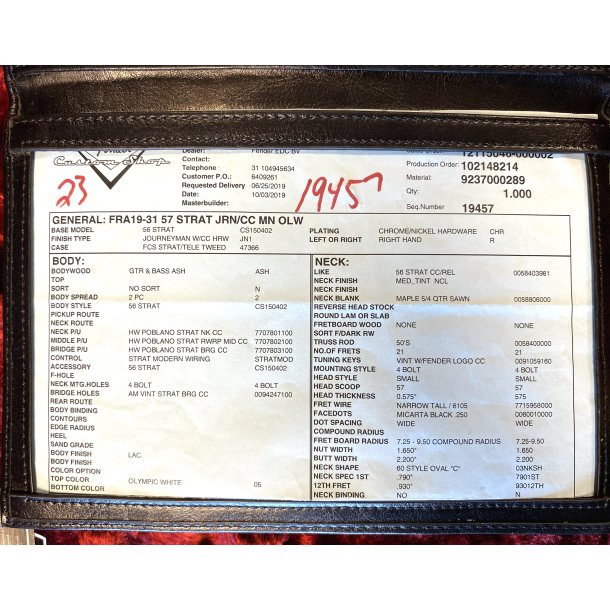 Fender
Custom Shop
Dealer: Fender EDC BV
Contact:
Telephone 31 104945634
Customer P.O.: 6409261
Requested Delivery 06/25/2019
Date: 10/03/2019
Masterbuilder:
12115046-000002
Production Order: 102148214
Material: 9237000289
Qty: 1.000
Seq.Number 19457
23
19457
GENERAL: FRA19-31 57 STRAT JRN/CC MN OLW
BASE MODEL 56 STRAT CS150402 PLATING CHROME/NICKEL HARDWARE CHR
FINISH TYPE JOURNEYMAN W/CC HRW JN1 LEFT OR RIGHT RIGHT HAND R
CASE FCS STRAT/TELE TWEED 47366
BODY:
BODYWOOD GTR & BASS ASH ASH
TOP
SORT NO SORT N
BODY SPREAD 2 PC 2
BODY STYLE 56 STRAT CS150402
PICKUP ROUTE
NECK ROUTE
NECK P/U HW POBLANO STRAT NK CC 7707801100
MIDDLE P/U HW POBLANO STRAT RWRP MID CC 7707802100
BRIDGE P/U HW POBLANO STRAT BRG CC 7707803100
CONTROL STRAT MODERN WIRING STRATMOD
ACCESSORY 56 STRAT CS150402
F-HOLE
NECK MTG.HOLES 4 BOLT 4 BOLT
BRIDGE HOLES AM VINT STRAT BRG CC 0094247100
REAR ROUTE
BODY BINDING
CONTOURS
EDGE RADIUS
HEEL
SAND GRADE
BODY FINISH LAC
BODY FINISH
COLOR OPTION
TOP COLOR OLYMPIC WHITE 05
BOTTOM COLOR
NECK:
LIKE 56 STRAT CC/REL 0058403981
NECK FINISH MED_TINT NCL
NECK FINISH
NECK BLANK MAPLE 5/4 QTR SAWN 0058806000
REVERSE HEAD STOCK
ROUND LAM OR SLAB
FRETBOARD WOOD NONE NONE
SORT F/DARK RW
TRUSS ROD 50'S 0058400000
NO.OF FRETS 21 21
TUNING KEYS VINT W/FENDER LOGO CC 0091059160
MOUNTING STYLE 4 BOLT 4 BOLT
HEAD STYLE SMALL SMALL
HEAD SCOOP 57 57
HEAD THICKNESS 0.575" 575
FRET WIRE NARROW TALL / 6105 7715958000
FACEDOTS MICARTA BLACK .250 0060010000
DOT SPACING WIDE WIDE
COMPOUND RADIUS
FRET BOARD RADIUS 7.25 - 9.50 COMPOUND RADIUS 7.25-9.50
NUT WIDTH 1.650" 1.650
BUTT WIDTH 2.200" 2.200
NECK SHAPE 60 STYLE OVAL "C" 03NKSH
NECK SPEC 1ST .790" 7901ST
12TH FRET .930" 93012TH
NECK BINDING NO N